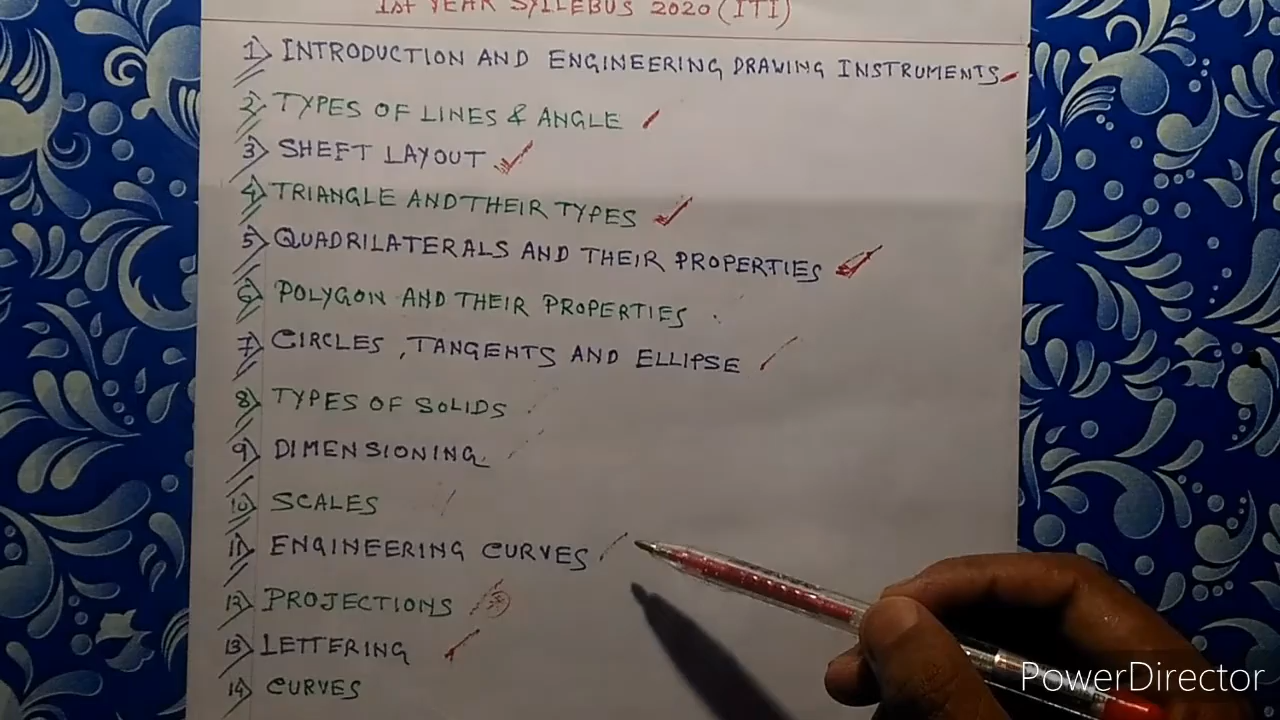 1st YEAR SYLLEBUS 2020 (ITI)
1) INTRODUCTION AND ENGINEERING DRAWING INSTRUMENTS
2) TYPES OF LINES & ANGLE
3) SHEET LAYOUT
4) TRIANGLE AND THEIR TYPES
5) QUADRILATERALS AND THEIR PROPERTIES
6) POLYGON AND THEIR PROPERTIES
7) CIRCLES, TANGENTS AND ELLIPSE
8) TYPES OF SOLIDS
9) DIMENSIONING
10) SCALES
11) ENGINEERING CURVES
12) PROJECTIONS
13) LETTERING
14) CURVES
PowerDirector